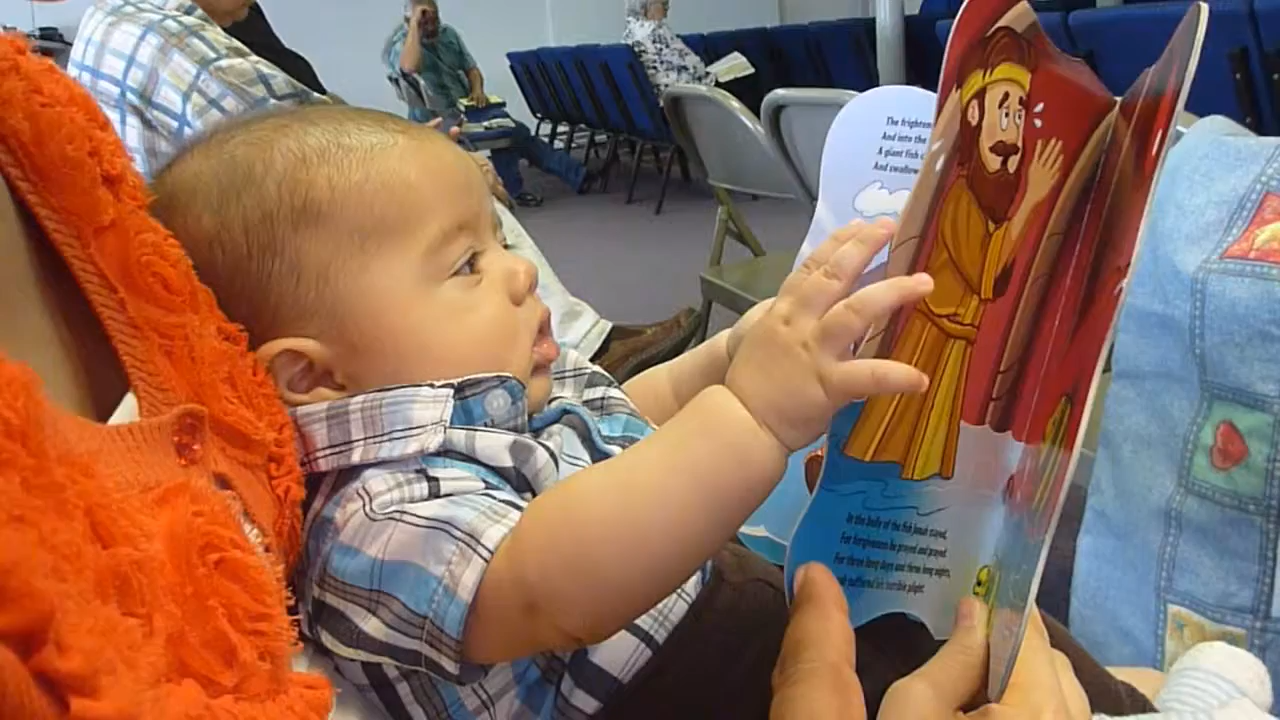 The frighten
And into the
A giant fish
And swallow
In the belly of the fish Jonah stayed,
For forgiveness he prayed and prayed
For three long days and three long nights,
suffered his terrible plight.